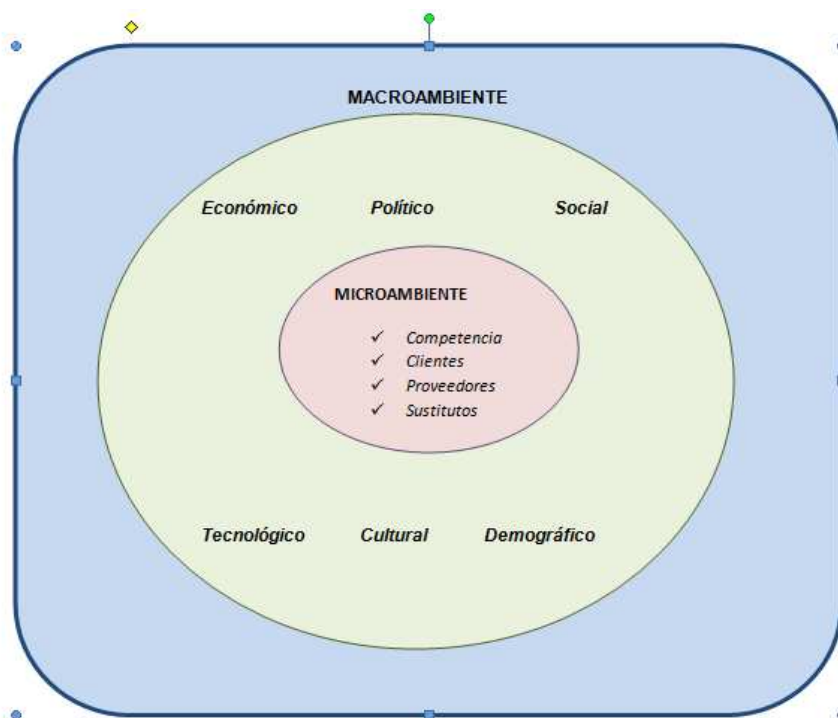 MACROAMBIENTE
Económico Político Social
MICROAMBIENTE
✓ Competencia
✓ Clientes
✓ Proveedores
✓ Sustitutos
Tecnológico Cultural Demográfico